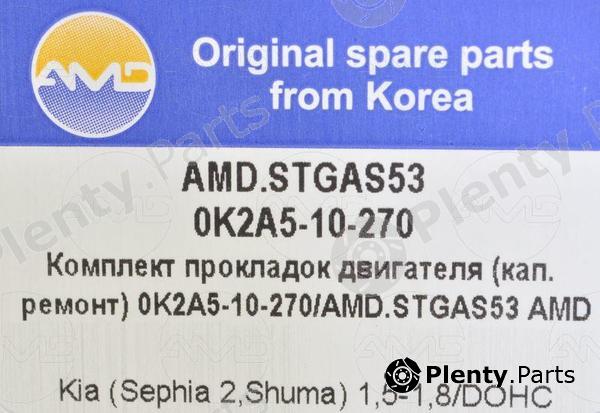 AMD
Original spare parts
from Korea
AMD.STGAS53
0K2A5-10-270
Комплект прокладок двигателя (кап.
ремонт) 0K2A5-10-270/AMD.STGAS53 AMD
Kia (Sephia 2,Shuma) 1,5-1,8/DOHC
Plenty.Parts